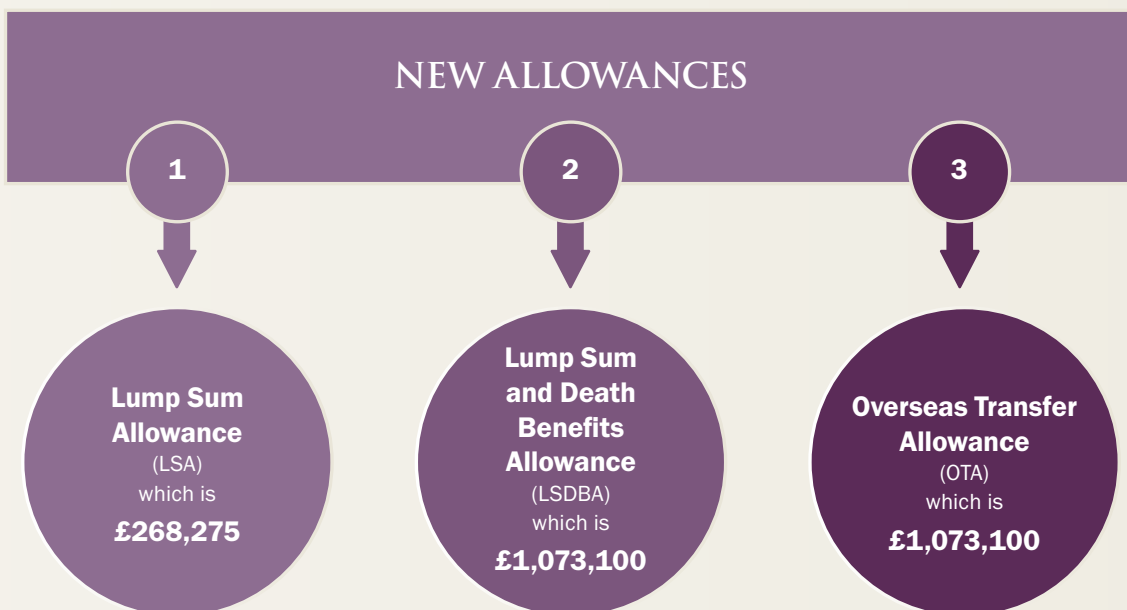 NEW ALLOWANCES
1
2
3
Lump Sum
Allowance
(LSA)
which is
£268,275
Lump Sum
and Death
Benefits
Allowance
(LSDBA)
which is
£1,073,100
Overseas Transfer
Allowance
(OTA)
which is
£1,073,100